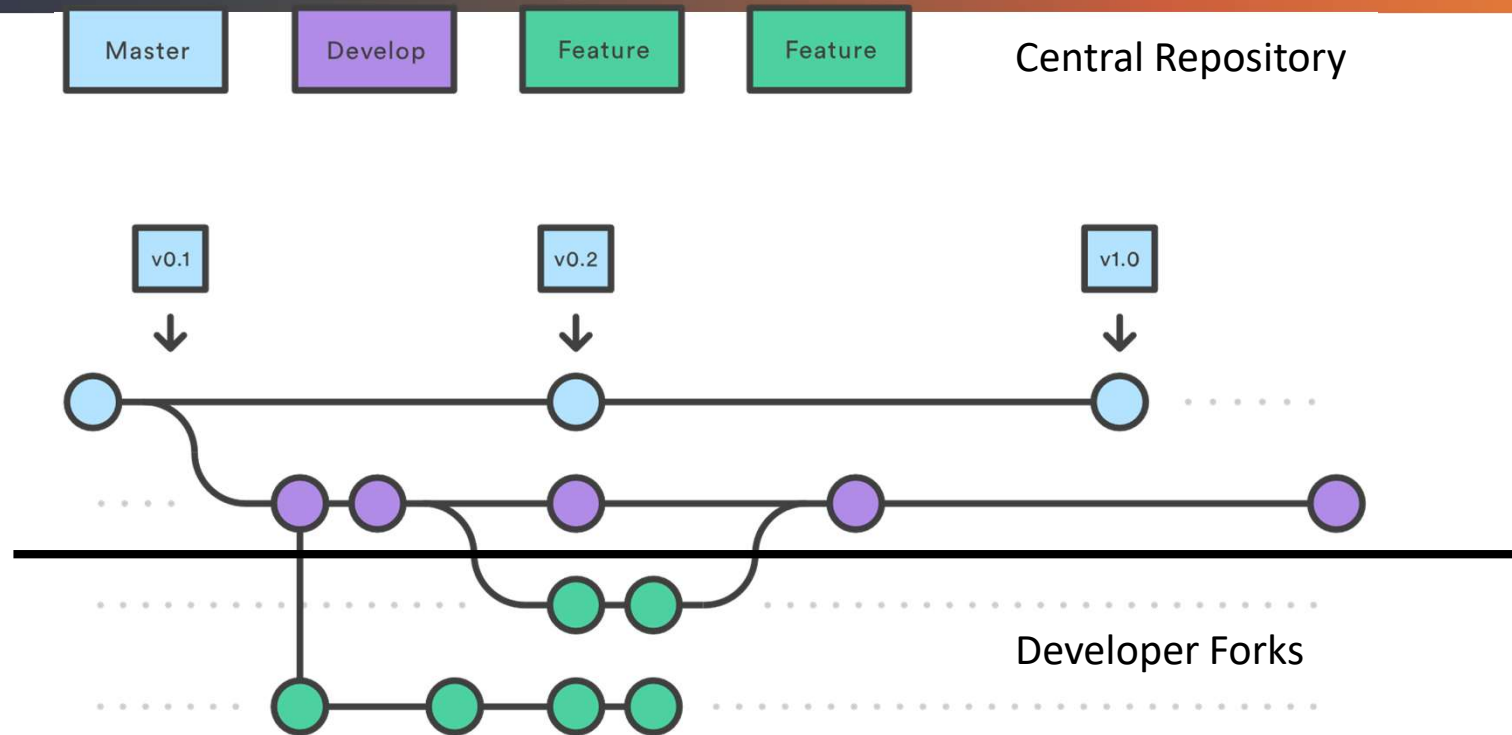 Master
Develop
Feature
Feature
Central Repository
v0.1
v0.2
v1.0
Developer Forks